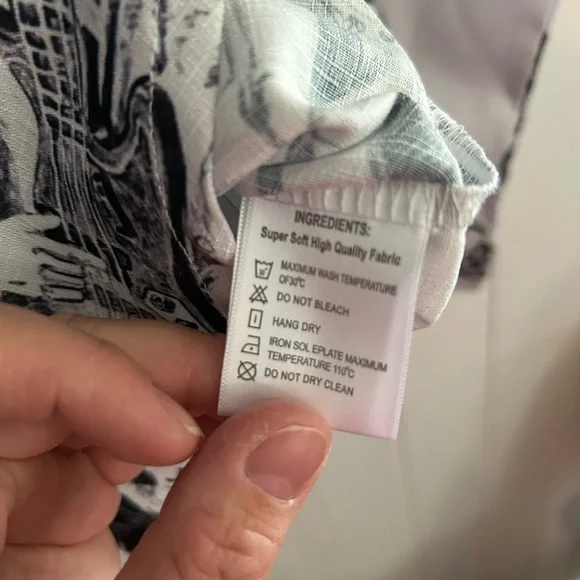 INGREDIENTS:
Super Soft High Quality Fabric
MAXIMUM WASH TEMPERATURE
OF30℃
DO NOT BLEACH
HANG DRY
IRON SOL EPLATE MAXIMUM
TEMPERATURE 110℃
DO NOT DRY CLEAN